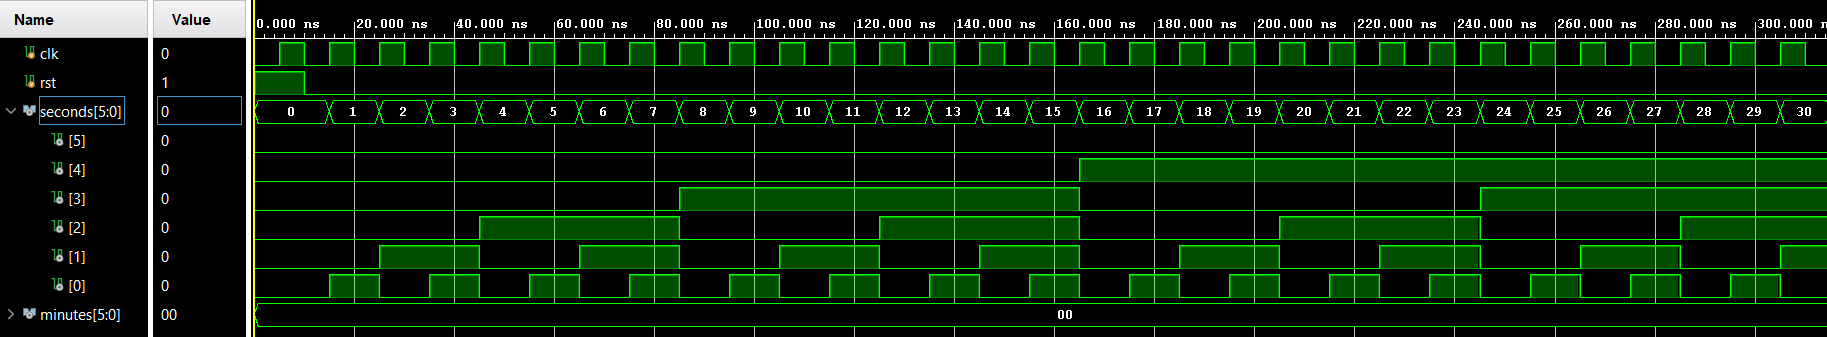 Name Value 0.000 ns 20.000 ns 40.000 ns 60.000 ns 80.000 ns 100.000 ns 120.000 ns 140.000 ns 160.000 ns 180.000 ns 200.000 ns 220.000 ns 240.000 ns 260.000 ns 280.000 ns 300.000
clk 0
rst 1
seconds[5:0] 0 0 1 2 3 4 5 6 7 8 9 10 11 12 13 14 15 16 17 18 19 20 21 22 23 24 25 26 27 28 29 30
[5] 0
[4] 0
[3] 0
[2] 0
[1] 0
[0] 0
minutes[5:0] 00 00